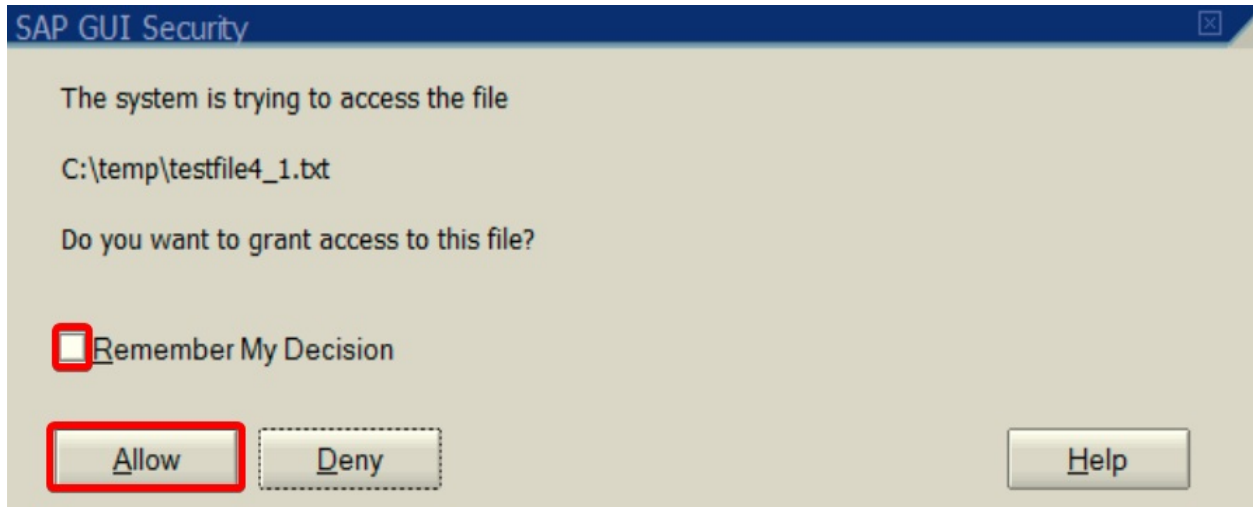 SAP GUI Security
The system is trying to access the file
C:\temp\testfile4_1.txt
Do you want to grant access to this file?
Remember My Decision
Allow Deny Help